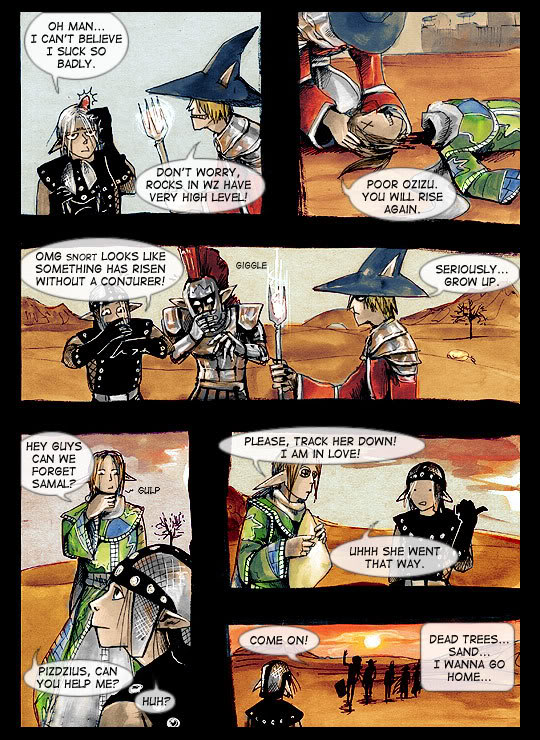 OH MAN...
I CAN'T BELIEVE
I SUCK SO
BADLY.
DON'T WORRY,
ROCKS IN WZ HAVE
VERY HIGH LEVEL!
POOR OZIZU.
YOU WILL RISE
AGAIN.
OMG SNORT LOOKS LIKE
SOMETHING HAS RISEN
WITHOUT A CONJURER!
GIGGLE
SERIOUSLY...
GROW UP.
HEY GUYS
CAN WE
FORGET
SAMAL?
GULP
PIZDZIUS, CAN
YOU HELP ME?
HUH?
PLEASE, TRACK HER DOWN!
I AM IN LOVE!
UHHH SHE WENT
THAT WAY.
COME ON!
DEAD TREES...
SAND...
I WANNA GO
HOME...